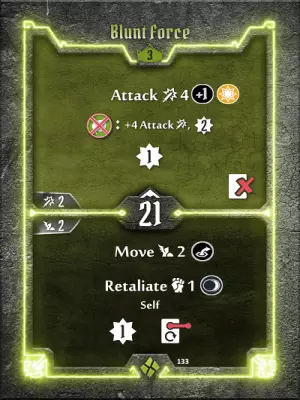 Blunt Force
3
Attack 4 +1
: +4 Attack , 2
1
2
21
2
Move 2
Retaliate 1
Self
1
133